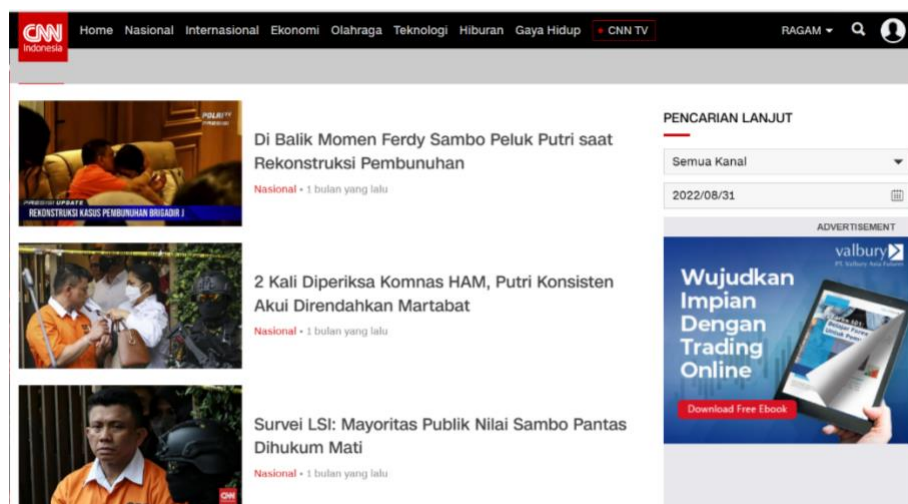 CNN
Indonesia
Home Nasional Internasional Ekonomi Olahraga Teknologi Hiburan Gaya Hidup • CNN TV
RAGAM
POLRI TV
Di Balik Momen Ferdy Sambo Peluk Putri saat
Rekonstruksi Pembunuhan
Nasional • 1 bulan yang lalu
UPDATE
REKONSTRUKSI KASUS PEMBUNUHAN BRIGADIR J
2 Kali Diperiksa Komnas HAM, Putri Konsisten
Akui Direndahkan Martabat
Nasional • 1 bulan yang lalu
Survei LSI: Mayoritas Publik Nilai Sambo Pantas
Dihukum Mati
Nasional • 1 bulan yang lalu
CNN
PENCARIAN LANJUT
Semua Kanal
2022/08/31
ADVERTISEMENT
valbury
PT. Valbury Asia Futures
Wujudkan
Impian
Dengan
Trading
Online
Download Free Ebook